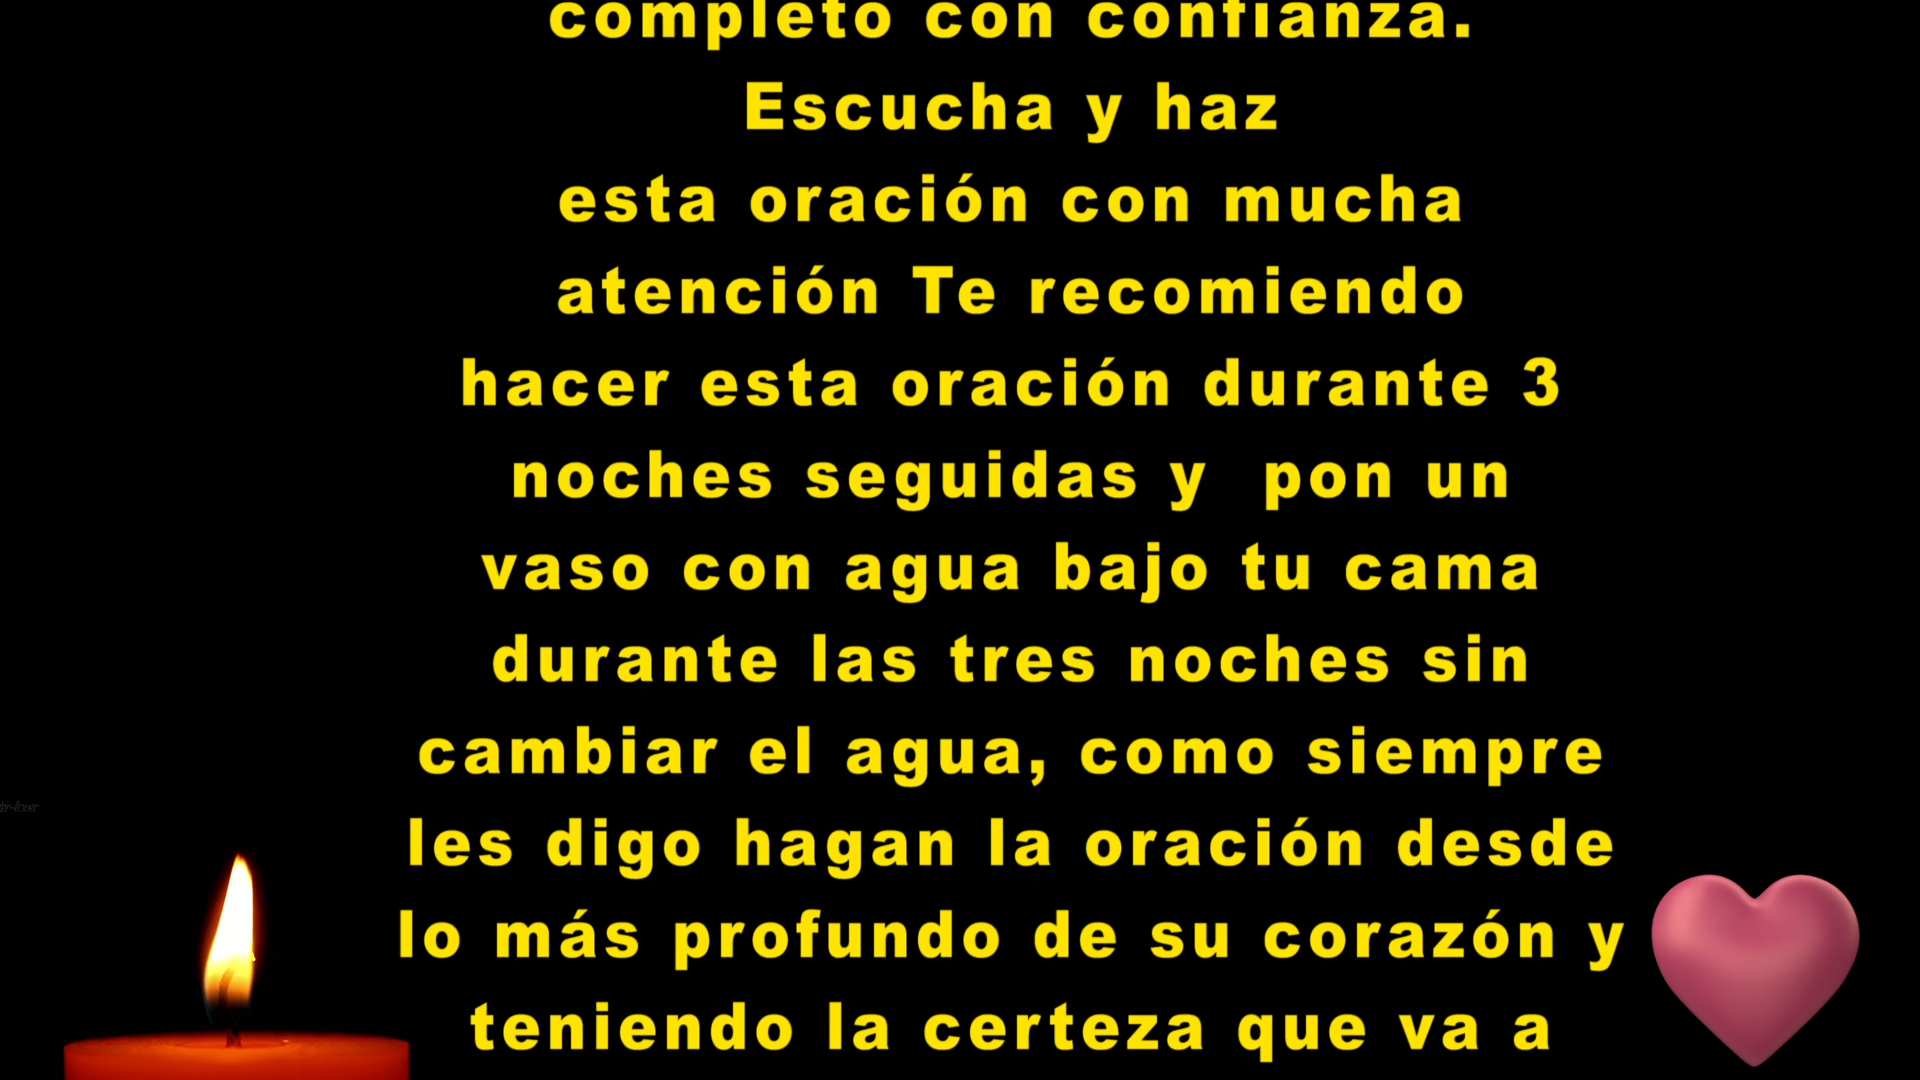 completo con confianza.
Escucha y haz
esta oración con mucha
atención Te recomiendo
hacer esta oración durante 3
noches seguidas y  pon un
vaso con agua bajo tu cama
durante las tres noches sin
cambiar el agua, como siempre
les digo hagan la oración desde
lo más profundo de su corazón y
teniendo la certeza que va a